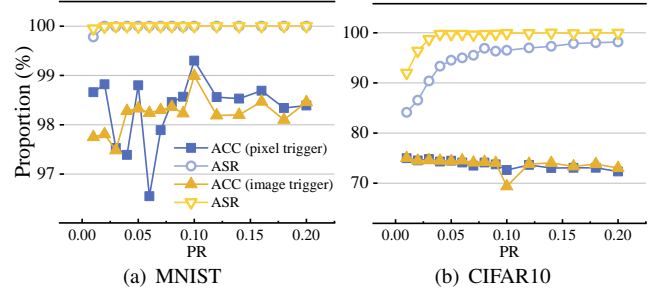 Proportion (%)
100
99
98
97
ACC (pixel trigger)
ASR
ACC (image trigger)
ASR
0.00 0.05 0.10 0.15 0.20
PR
(a) MNIST
100
90
80
70
0.00 0.05 0.10 0.15 0.20
PR
(b) CIFAR10